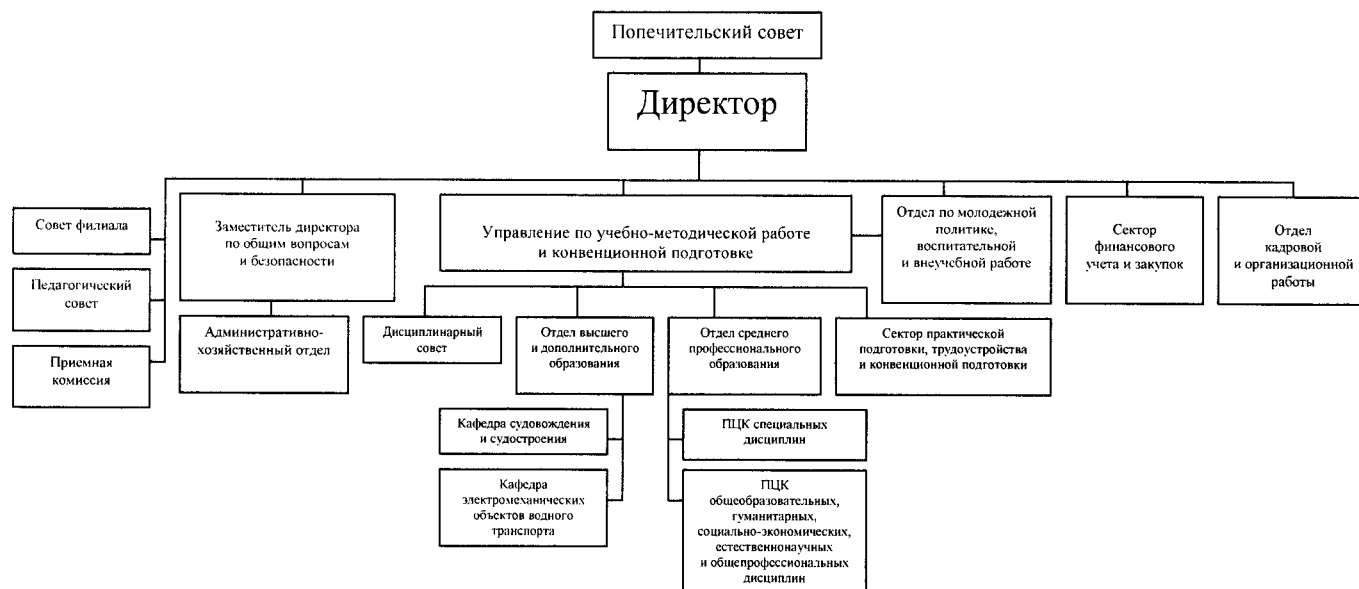 Попечительский совет
Директор
Совет филиала
Педагогический
совет
Приемная
комиссия
Заместитель директора
по общим вопросам
и безопасности
Административно-
хозяйственный отдел
Управление по учебно-методической работе
и конвенционной подготовке
Отдел по молодежной
политике,
воспитательной
и внеучебной работе
Сектор
финансового
учета и закупок
Отдел
кадровой
и организационной
работы
Дисциплинарный
совет
Отдел высшего
и дополнительного
образования
Отдел среднего
профессионального
образования
Сектор практической
подготовки, трудоустройства
и конвенционной подготовки
Кафедра судовождения
и судостроения
Кафедра
электромеханических
объектов водного
транспорта
ПЦК специальных
дисциплин
ПЦК
общеобразовательных,
гуманитарных,
социально-экономических,
естественнонаучных
и общепрофессиональных
дисциплин